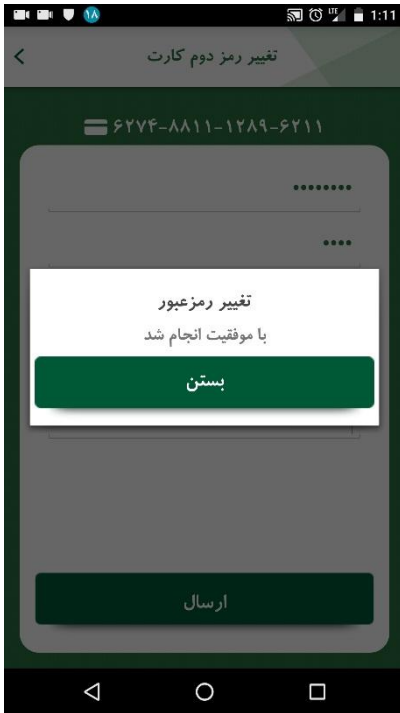 ۱۸ LTE 1:11
تغییر رمز دوم کارت
۶۲۷۴-۸۸۱۱-۱۲۸۹-۶۲۱۱
••••••••
••••
تغییر رمزعبور
با موفقیت انجام شد
بستن
ارسال